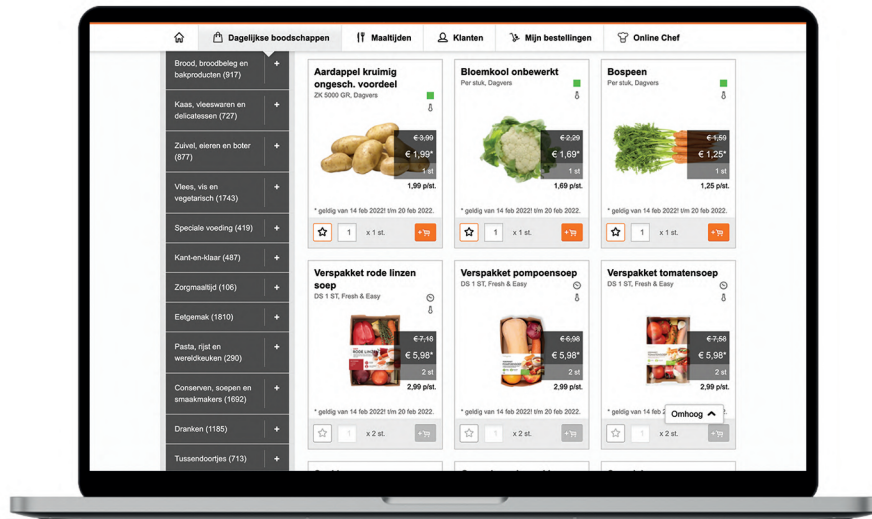 Dagelijkse boodschappen
Maaltijden
Klanten
Mijn bestellingen
Online Chef
Brood, broodbeleg en
bakproducten (917)
+
Kaas, vleeswaren en
delicatessen (727)
+
Zuivel, eieren en boter
(877)
+
Vlees, vis en
vegetarisch (1743)
+
Speciale voeding (419)
+
Kant-en-klaar (487)
+
Zorgmaaltijd (106)
+
Eetgemak (1810)
+
Pasta, rijst en
wereldkeuken (290)
+
Conserven, soepen en
smaakmakers (1692)
+
Dranken (1185)
+
Tussendoortjes (713)
+
Aardappel kruimig
ongesch. voordeel
ZK 5000 GR, Dagvers
€ 3,99
€ 1,99*
1 st
1,99 p/st.
* geldig van 14 feb 2022! t/m 20 feb 2022.
1
x 1 st.
+
Bloemkool onbewerkt
Per stuk, Dagvers
€ 2,29
€ 1,69*
1 st
1,69 p/st.
* geldig van 14 feb 2022! t/m 20 feb 2022.
1
x 1 st.
+
Bospeen
Per stuk, Dagvers
€ 1,59
€ 1,25*
1 st
1,25 p/st.
* geldig van 14 feb 2022! t/m 20 feb 2022.
1
x 1 st.
+
Verspakket rode linzen
soep
DS 1 ST, Fresh & Easy
€ 7,18
€ 5,98*
2 st
2,99 p/st.
* geldig van 14 feb 2022! t/m 20 feb 2022.
1
x 2 st.
+
Verspakket pompoensoep
DS 1 ST, Fresh & Easy
€ 6,98
€ 5,98*
2 st
2,99 p/st.
* geldig van 14 feb 2022! t/m 20 feb 2022.
1
x 2 st.
+
Verspakket tomatensoep
DS 1 ST, Fresh & Easy
€ 7,58
€ 5,98*
2 st
2,99 p/st.
* geldig van 14 feb 2022! t/m 20 feb 2022.
1
x 2 st.
+
Omhoog